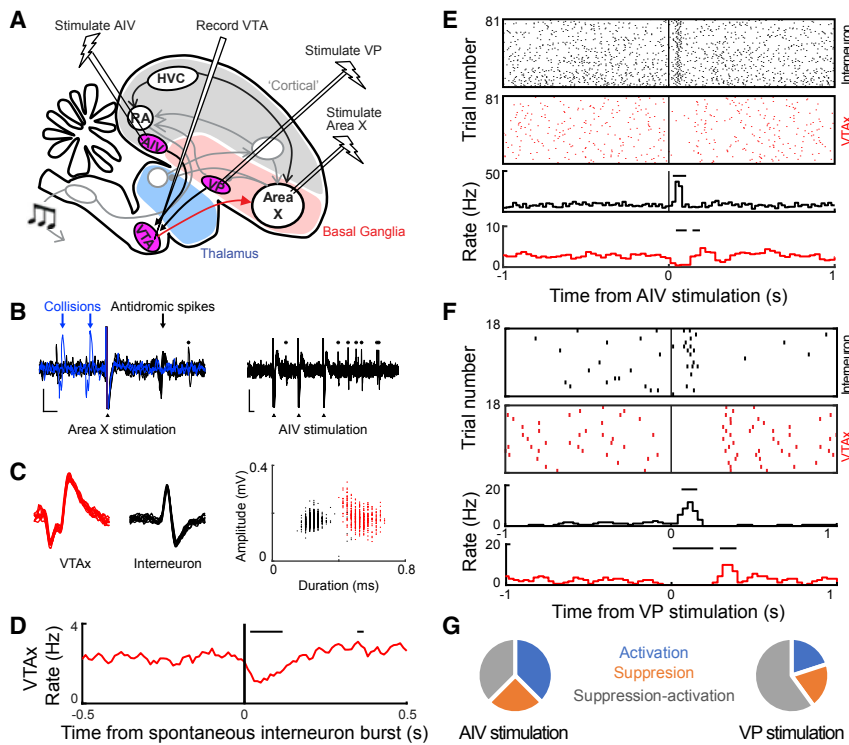 A
Stimulate AIV
Record VTA
Stimulate VP
'Cortical'
Stimulate
Area X
HVC
RA
AIV
VP
Area
X
VTA
Thalamus
Basal Ganglia
B
Collisions
Antidromic spikes
Area X stimulation
AIV stimulation
C
VTAx
Interneuron
Amplitude (mV)
0.4
0.2
0
0
0.8
Duration (ms)
D
VTAx
Rate (Hz)
4
0
-0.5
0
0.5
Time from spontaneous interneuron burst (s)
E
Trial number
81
Interneuron
81
VTAx
Rate (Hz)
50
0
10
0
-1
0
1
Time from AIV stimulation (s)
F
Trial number
18
Interneuron
18
VTAx
Rate (Hz)
20
0
-1
1
20
0
-1
0
1
Time from VP stimulation (s)
G
Activation
Suppresion
Suppression-activation
AIV stimulation
VP stimulation